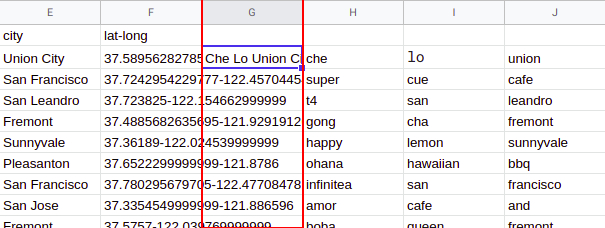 E F G H I J
city lat-long
Union City 37.58956282785 Che Lo Union C che lo union
San Francisco 37.7242954229777-122.4570445 super cue cafe
San Leandro 37.723825-122.154662999999 t4 san leandro
Fremont 37.4885682635695-121.9291912 gong cha fremont
Sunnyvale 37.36189-122.024539999999 happy lemon sunnyvale
Pleasanton 37.6522299999999-121.8786 ohana hawaiian bbq
San Francisco 37.780295679705-122.47708478 infinitea san francisco
San Jose 37.3354549999999-121.886596 amor cafe and
Fremont 37.5757-122.039769999999 boba queen fremont